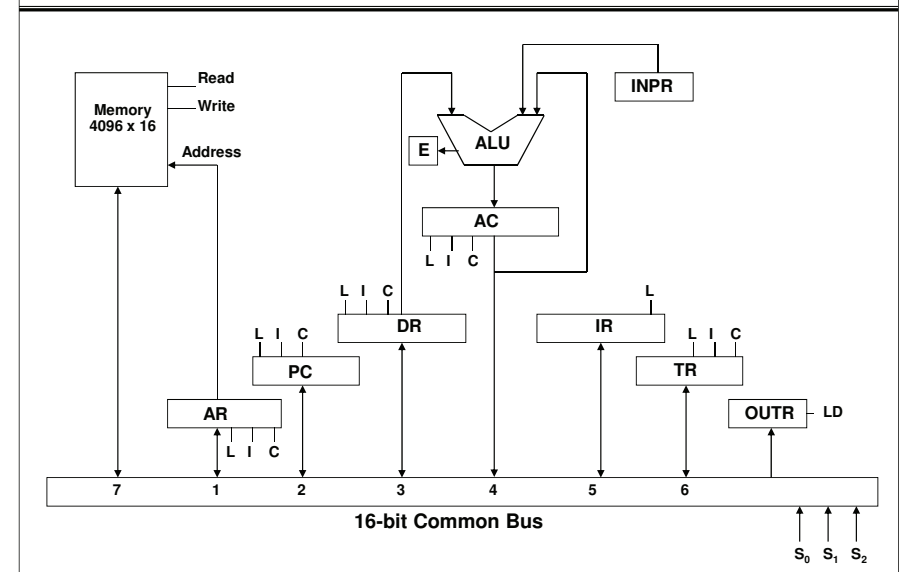 Read
Memory
4096 x 16
Write
Address
INPR
ALU
E
AC
L I C
L I C
DR
L
IR
L I C
PC
L I C
TR
AR
L I C
OUTR LD
7 1 2 3 4 5 6
16-bit Common Bus
S₀ S₁ S₂